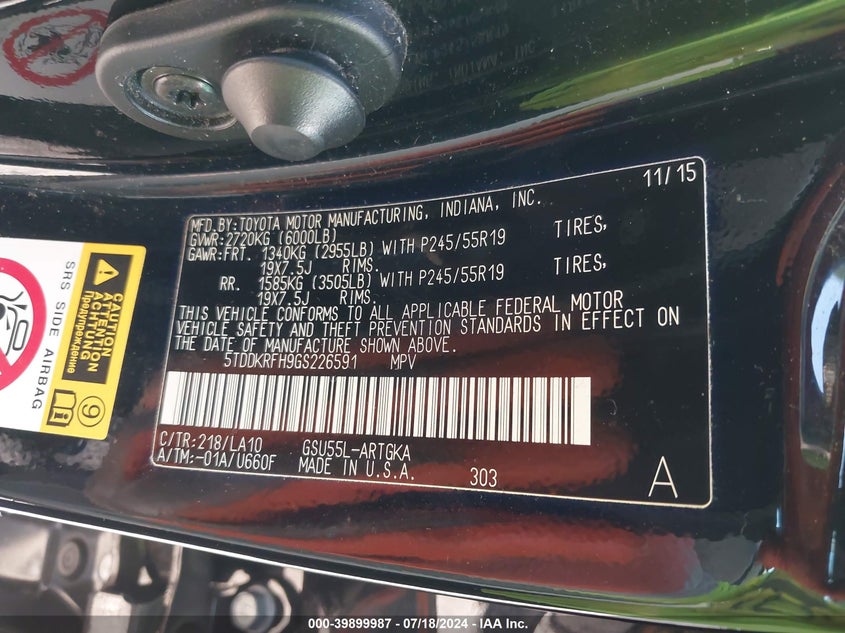 11/15
MFD.BY:TOYOTA MOTOR MANUFACTURING, INDIANA, INC.
GVWR:2720KG (6000LB)
GAWR:FRT. 1340KG (2955LB) WITH P245/55R19 TIRES,
19X7.5J RIMS.
RR. 1585KG (3505LB) WITH P245/55R19 TIRES,
19X7.5J RIMS.
THIS VEHICLE CONFORMS TO ALL APPLICABLE FEDERAL MOTOR
VEHICLE SAFETY AND THEFT PREVENTION STANDARDS IN EFFECT ON
THE DATE OF MANUFACTURE SHOWN ABOVE.
5TDDKRFH9GS226591 MPV
C/TR:218/LA10 GSU55L-ARTGKA
A/TM:-01A/U660F MADE IN U.S.A. 303 A
SRS SIDE AIRBAG
CAUTION
ATTENTION
ACHTUNG
Предупреждение
9
000-39899987 - 07/18/2024 - IAA Inc.